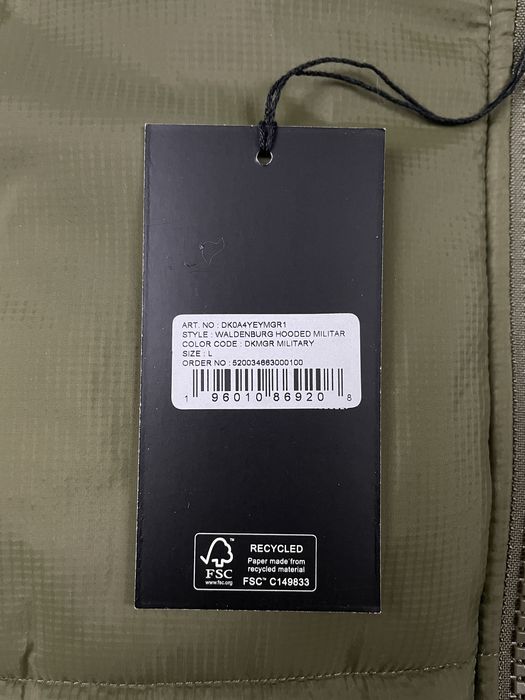 ART. NO : DK0A4YEYMGR1
STYLE : WALDENBURG HOODED MILITAR
COLOR CODE : DKMGR MILITARY
SIZE : L
ORDER NO : 520034663000100
1 96010 86920 8
FSC
www.fsc.org
RECYCLED
Paper made from
recycled material
FSC™ C149833